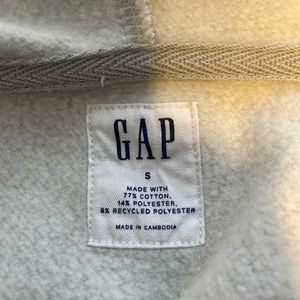 GAP
S
MADE WITH
77% COTTON,
14% POLYESTER,
9% RECYCLED POLYESTER
MADE IN CAMBODIA